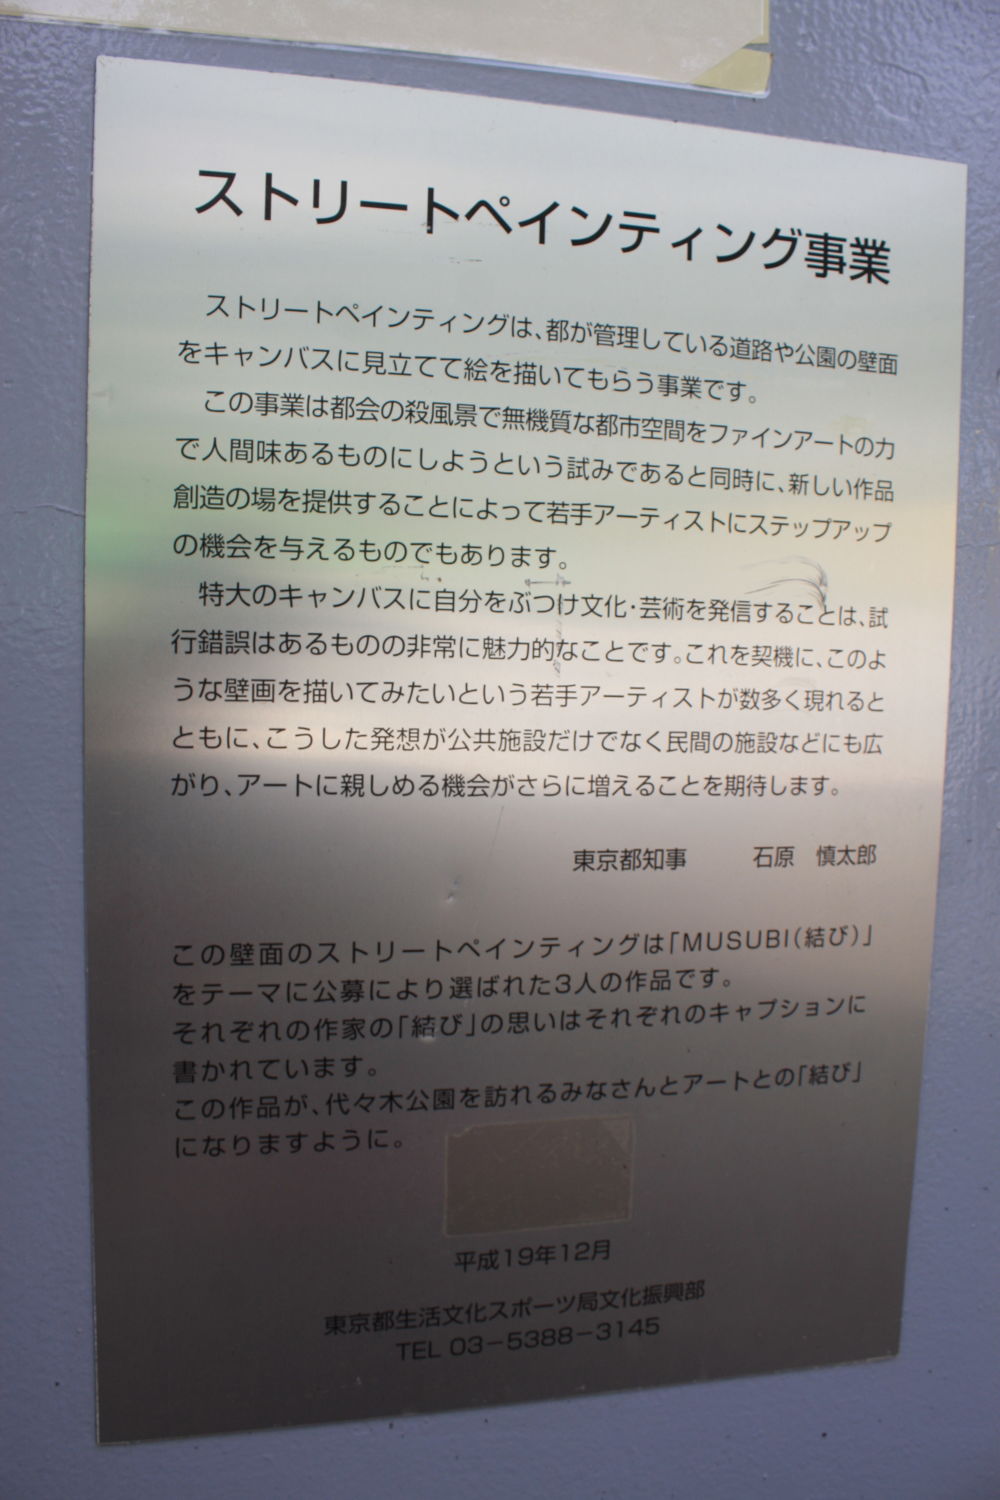 ストリートペインティング事業
ストリートペインティングは、都が管理している道路や公園の壁面
をキャンバスに見立てて絵を描いてもらう事業です。
この事業は都会の殺風景で無機質な都市空間をファインアートの力
で人間味あるものにしようという試みであると同時に、新しい作品
創造の場を提供することによって若手アーティストにステップアップ
の機会を与えるものでもあります。
特大のキャンバスに自分をぶつけ文化・芸術を発信することは、試
行錯誤はあるものの非常に魅力的なことです。これを契機に、このよ
うな壁画を描いてみたいという若手アーティストが数多く現れると
ともに、こうした発想が公共施設だけでなく民間の施設などにも広
がり、アートに親しめる機会がさらに増えることを期待します。
東京都知事 石原 慎太郎
この壁面のストリートペインティングは「MUSUBI(結び)」
をテーマに公募により選ばれた3人の作品です。
それぞれの作家の「結び」の思いはそれぞれのキャプションに
書かれています。
この作品が、代々木公園を訪れるみなさんとアートとの「結び」
になりますように。
平成19年12月
東京都生活文化スポーツ局文化振興部
TEL 03-5388-3145